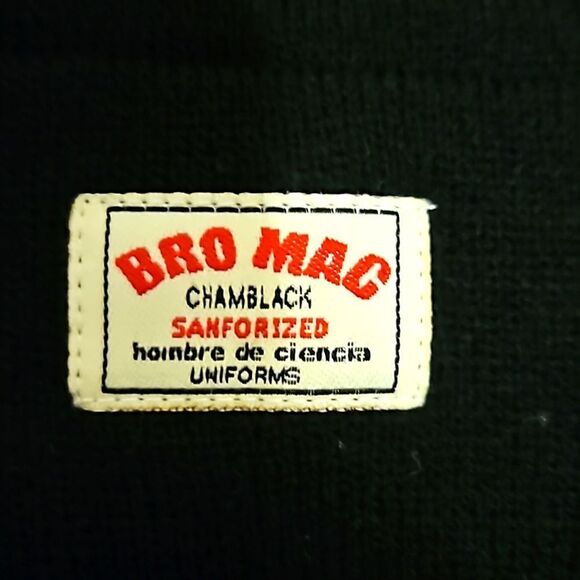 BRO MAC
CHAMBLACK
SANFORIZED
hombre de ciencia
UNIFORMS